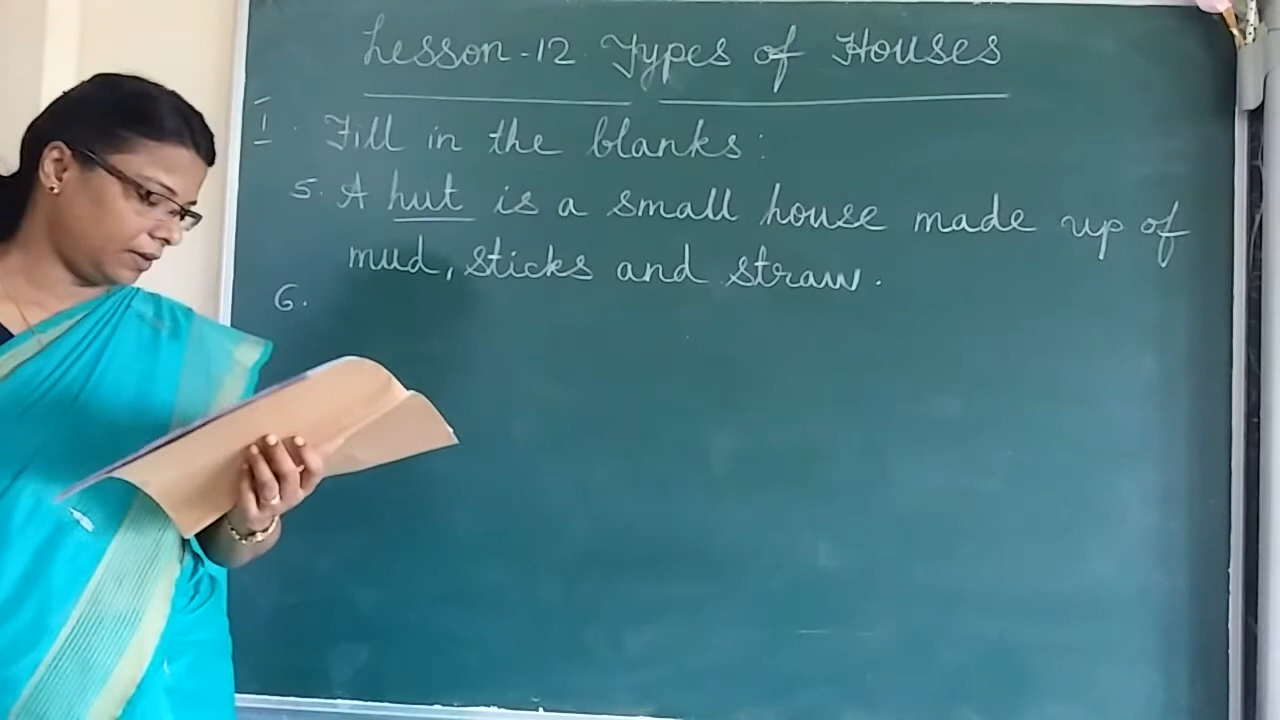 Lesson-12 Types of Houses
I. Fill in the blanks:
5. A hut is a small house made up of
mud, sticks and straw.
6.